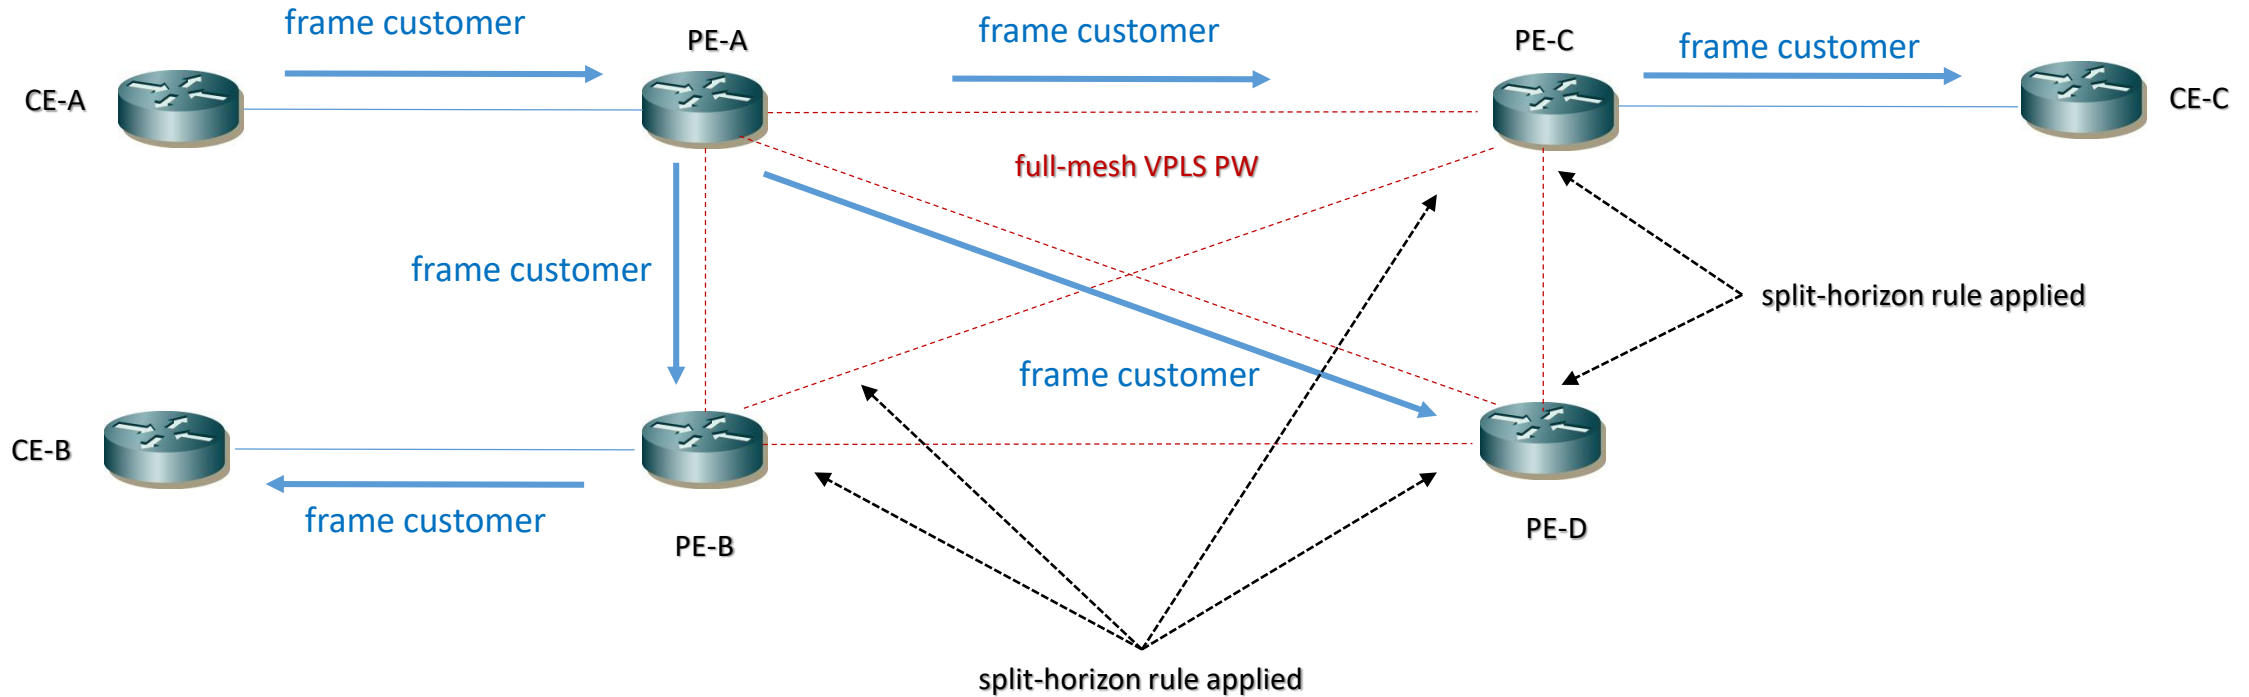 frame customer
PE-A
frame customer
PE-C
frame customer
CE-A
CE-C
full-mesh VPLS PW
frame customer
split-horizon rule applied
frame customer
CE-B
frame customer
PE-B
PE-D
split-horizon rule applied